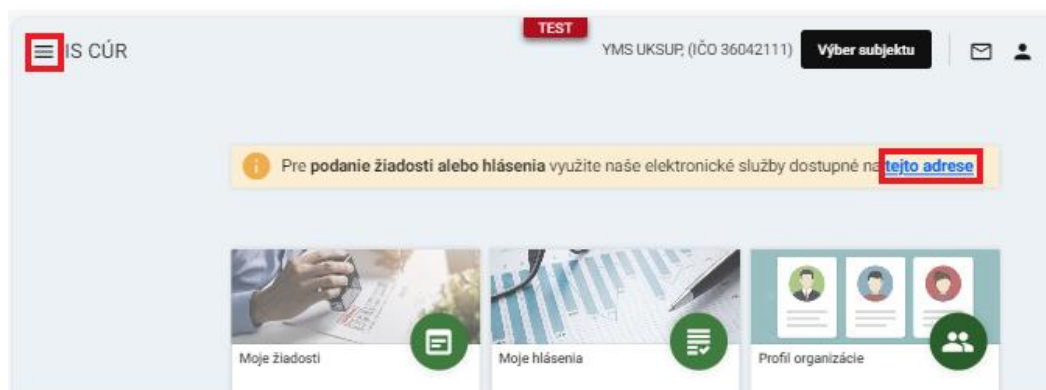 TEST
IS CÚR
YMS UKSUP, (IČO 36042111) Výber subjektu
Pre podanie žiadosti alebo hlásenia využite naše elektronické služby dostupné na tejto adrese
Moje žiadosti
Moje hlásenia
Profil organizácie